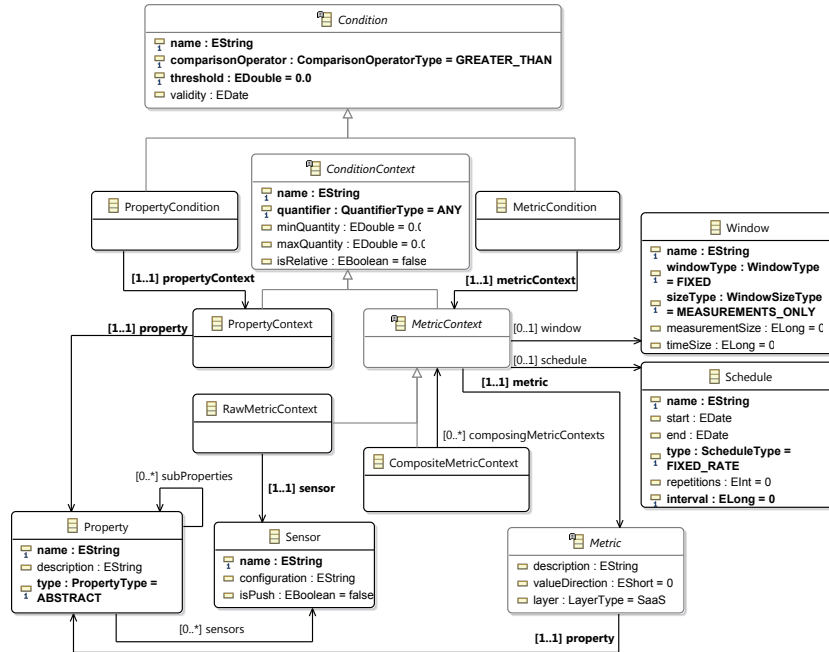 Condition
name : EString
comparisonOperator : ComparisonOperatorType = GREATER_THAN
threshold : EDouble = 0.0
validity : EDate
ConditionContext
name : EString
quantifier : QuantifierType = ANY
minQuantity : EDouble = 0.0
maxQuantity : EDouble = 0.0
isRelative : EBoolean = false
PropertyCondition
MetricCondition
Window
name : EString
windowType : WindowType
= FIXED
sizeType : WindowSizeType
= MEASUREMENTS_ONLY
measurementSize : ELong = 0
timeSize : ELong = 0
[1..1] propertyContext
[1..1] metricContext
[1..1] property
PropertyContext
MetricContext
[0..1] window
[0..1] schedule
[1..1] metric
Schedule
name : EString
start : EDate
end : EDate
type : ScheduleType =
FIXED_RATE
repetitions : EInt = 0
interval : ELong = 0
RawMetricContext
[0..*] composingMetricContexts
CompositeMetricContext
[0..*] subProperties
[1..1] sensor
Property
name : EString
description : EString
type : PropertyType =
ABSTRACT
Sensor
name : EString
configuration : EString
isPush : EBoolean = false
Metric
description : EString
valueDirection : EShort = 0
layer : LayerType = SaaS
[0..*] sensors
[1..1] property